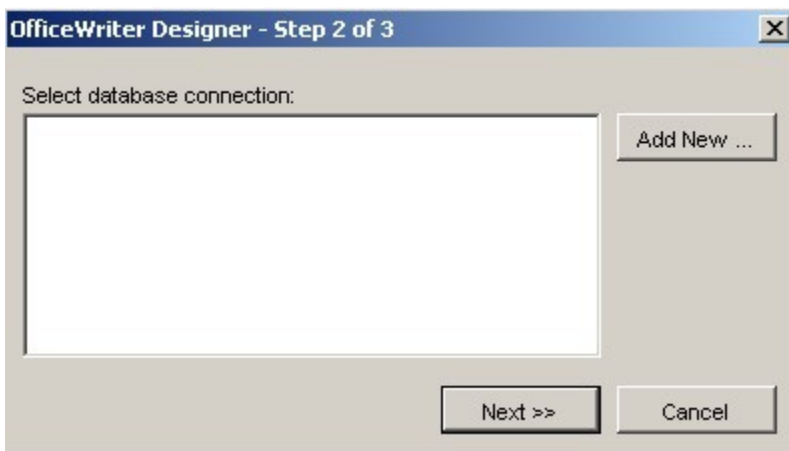 OfficeWriter Designer - Step 2 of 3
Select database connection:
Add New ...
Next >>
Cancel